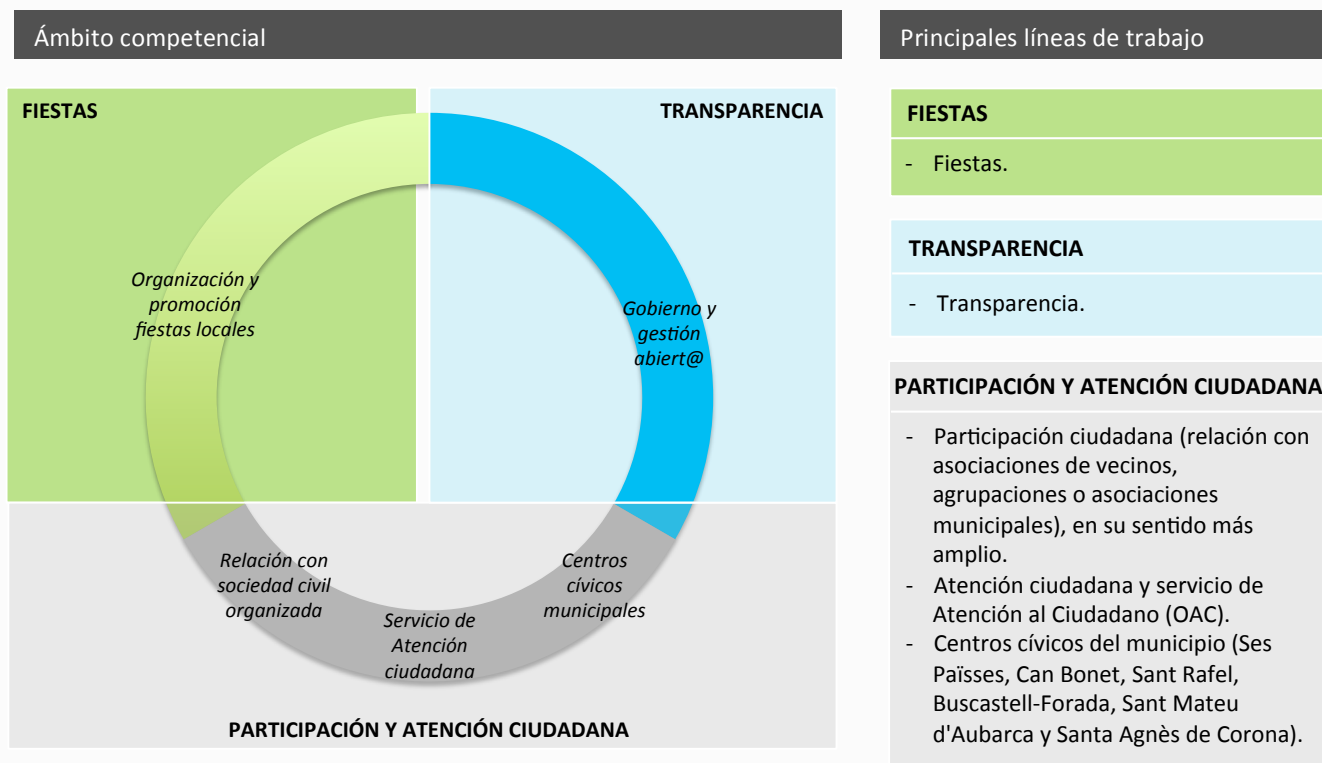 Ámbito competencial
FIESTAS
TRANSPARENCIA
Organización y
promoción
fiestas locales
Gobierno y
gestión
abiert@
Relación con
sociedad civil
organizada
Servicio de
Atención
ciudadana
Centros
cívicos
municipales
PARTICIPACIÓN Y ATENCIÓN CIUDADANA
Principales líneas de trabajo
FIESTAS
- Fiestas.
TRANSPARENCIA
- Transparencia.
PARTICIPACIÓN Y ATENCIÓN CIUDADANA
- Participación ciudadana (relación con
asociaciones de vecinos,
agrupaciones o asociaciones
municipales), en su sentido más
amplio.
- Atención ciudadana y servicio de
Atención al Ciudadano (OAC).
- Centros cívicos del municipio (Ses
Païsses, Can Bonet, Sant Rafel,
Buscastell-Forada, Sant Mateu
d'Aubarca y Santa Agnès de Corona).